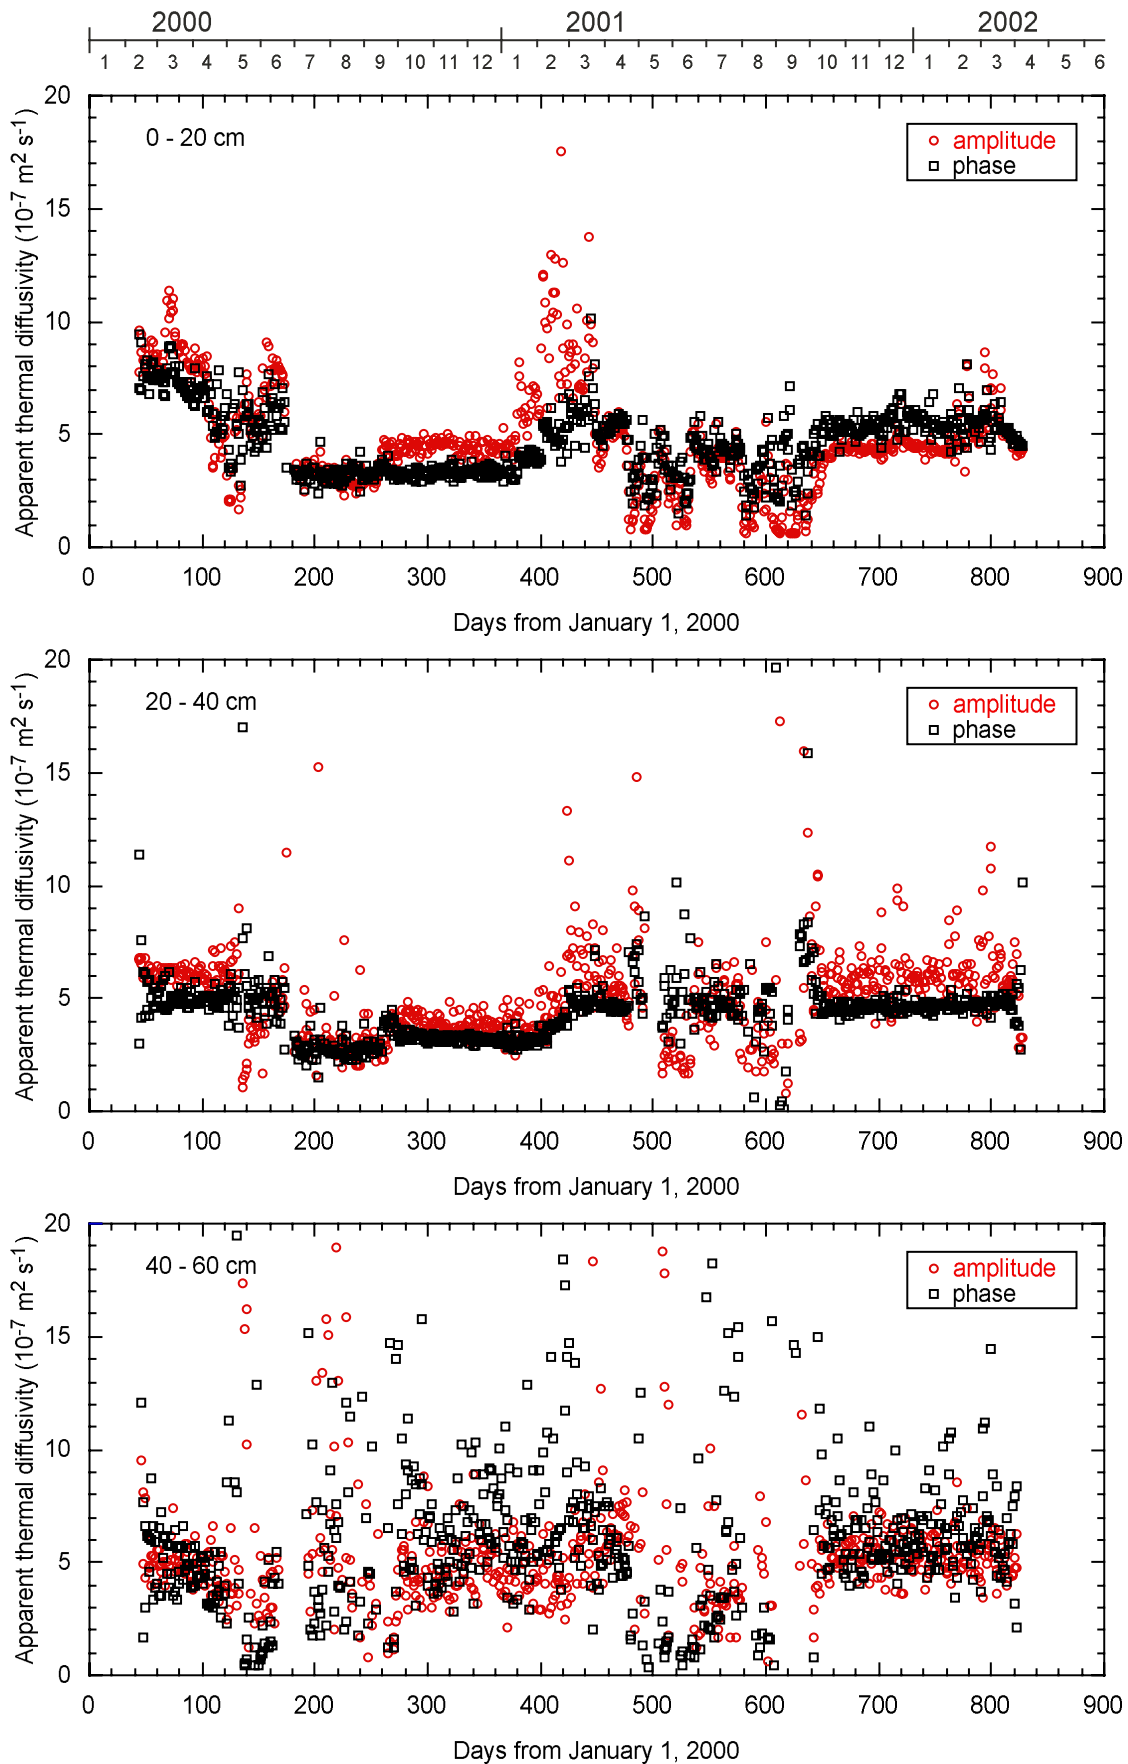 2000 2001 2002
1 2 3 4 5 6 7 8 9 10 11 12 1 2 3 4 5 6 7 8 9 10 11 12 1 2 3 4 5 6
20
0 - 20 cm
amplitude
phase
15
10
5
0
Apparent thermal diffusivity (10⁻⁷ m² s⁻¹)
0 100 200 300 400 500 600 700 800 900
Days from January 1, 2000
20
20 - 40 cm
amplitude
phase
15
10
5
0
Apparent thermal diffusivity (10⁻⁷ m² s⁻¹)
0 100 200 300 400 500 600 700 800 900
Days from January 1, 2000
20
40 - 60 cm
amplitude
phase
15
10
5
0
Apparent thermal diffusivity (10⁻⁷ m² s⁻¹)
0 100 200 300 400 500 600 700 800 900
Days from January 1, 2000